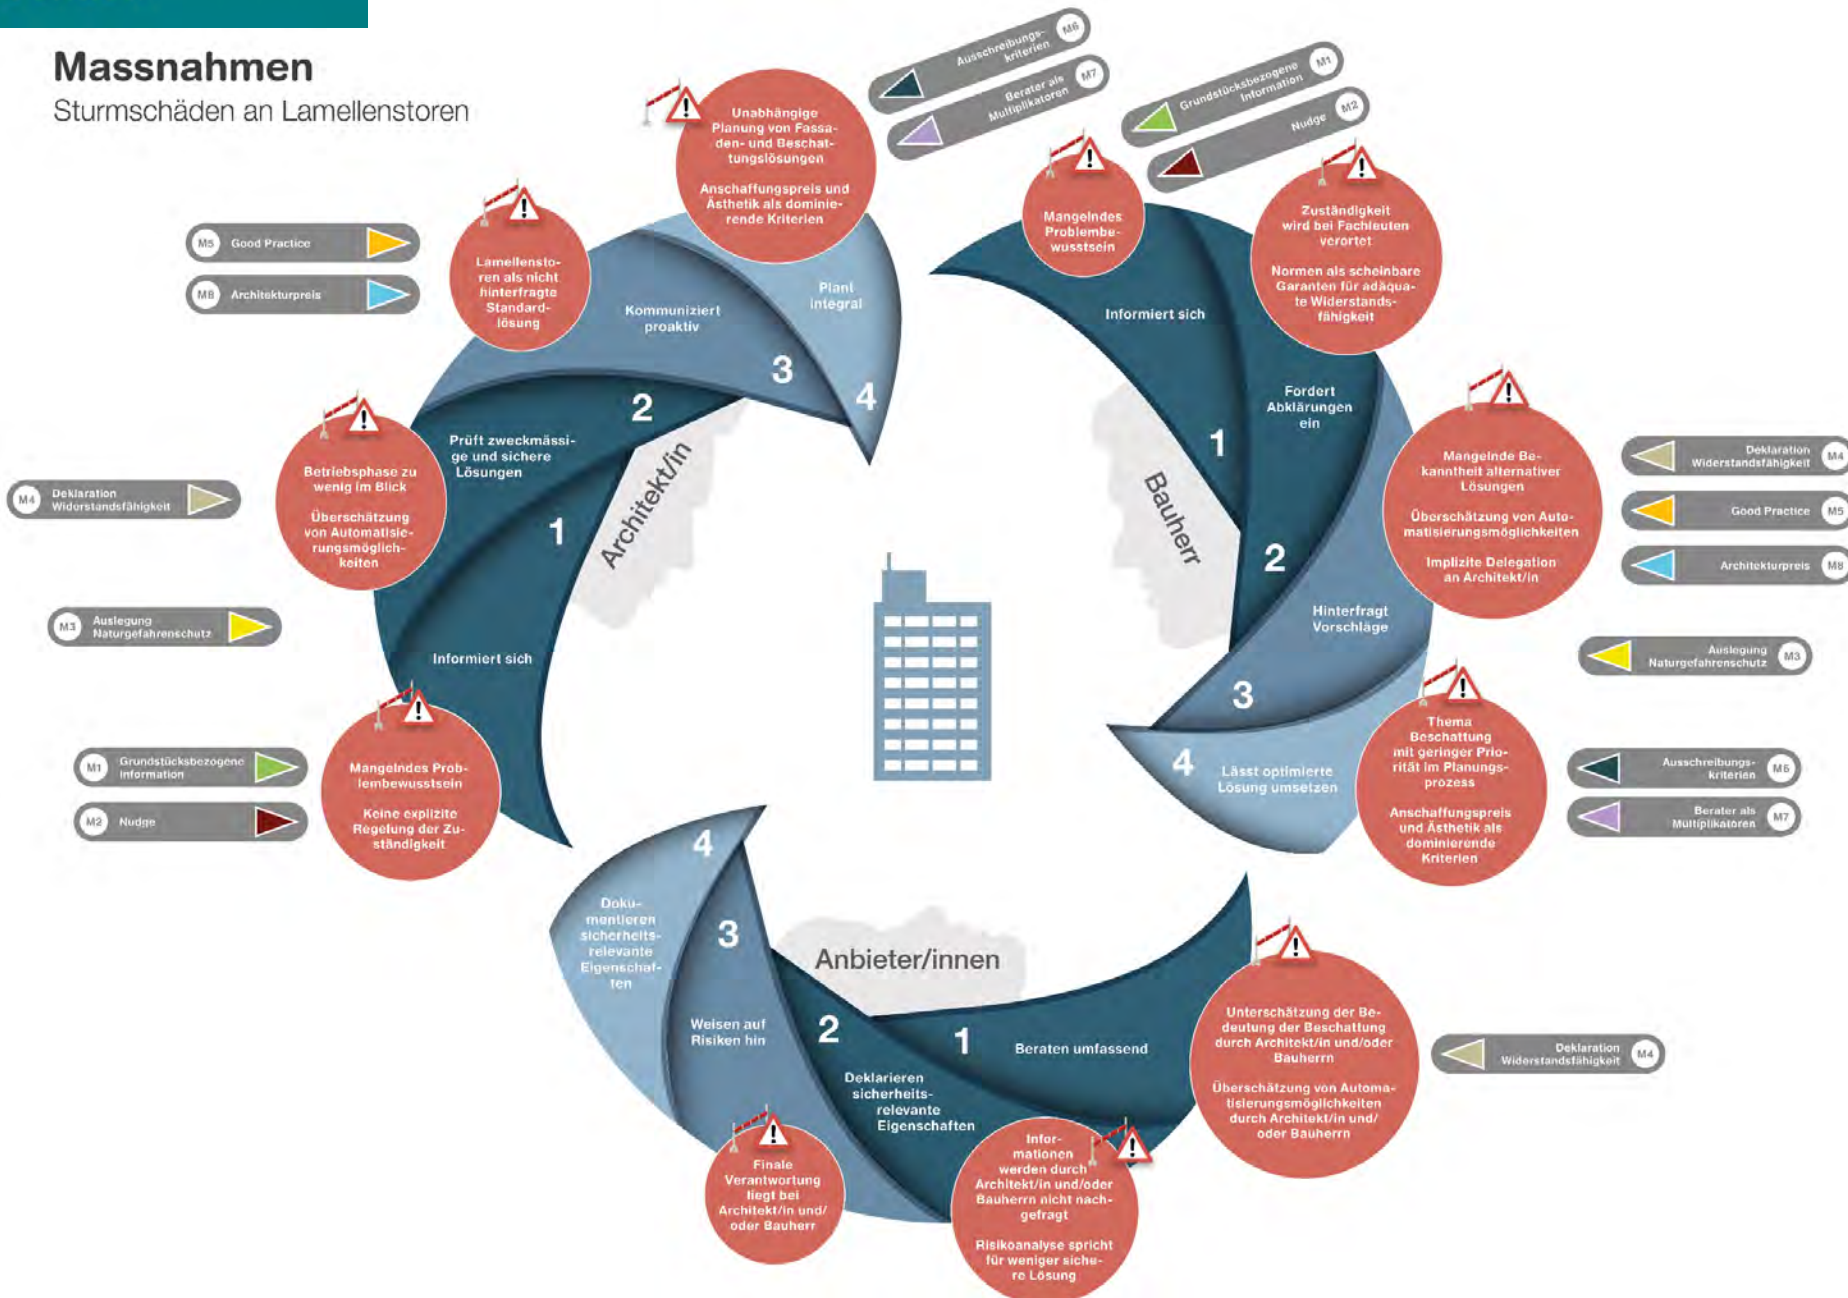 Massnahmen
Sturmschäden an Lamellenstoren
Ausschreibungs-
kriterien
M6
Berater als
Multiplikatoren
M7
Grundstücksbezogene
Information
M1
Nudge
M2
Unabhängige
Planung von Fassa-
den- und Beschat-
tungslösungen
Anschaffungspreis und
Ästhetik als dominie-
rende Kriterien
Mangelndes
Problembe-
wusstsein
Zuständigkeit
wird bei Fachleuten
verortet
Normen als scheinbare
Garanten für adäqua-
te Widerstands-
fähigkeit
M5 Good Practice
M8 Architekturpreis
Lamellensto-
ren als nicht
hinterfragte
Standard-
lösung
Plant
integral
4
Kommuniziert
proaktiv
3
Prüft zweckmässi-
ge und sichere
Lösungen
2
Informiert sich
1
Architekt/in
Betriebsphase zu
wenig im Blick
Überschätzung
von Automatisie-
rungsmöglich-
keiten
M4 Deklaration
Widerstandsfähigkeit
M3 Auslegung
Naturgefahrenschutz
M1 Grundstücksbezogene
Information
M2 Nudge
Mangelndes Prob-
lembewusstsein
Keine explizite
Regelung der Zu-
ständigkeit
Informiert sich
1
Fordert
Abklärungen
ein
2
Hinterfragt
Vorschläge
3
4
Lässt optimierte
Lösung umsetzen
Bauherr
Mangelnde Be-
kanntheit alternativer
Lösungen
Überschätzung von Auto-
matisierungsmöglichkeiten
Implizite Delegation
an Architekt/in
Deklaration
Widerstandsfähigkeit
M4
Good Practice M5
Architekturpreis M8
Auslegung
Naturgefahrenschutz
M3
Thema
Beschattung
mit geringer Prio-
rität im Planungs-
prozess
Anschaffungspreis
und Ästhetik als
dominierende
Kriterien
Ausschreibungs-
kriterien
M6
Berater als
Multiplikatoren
M7
Anbieter/innen
4
Doku-
mentieren
sicherheits-
relevante
Eigenschaf-
ten
3
Weisen auf
Risiken hin
2
Deklarieren
sicherheits-
relevante
Eigenschaften
1
Beraten umfassend
Unterschätzung der Be-
deutung der Beschattung
durch Architekt/in und/oder
Bauherrn
Überschätzung von Automa-
tisierungsmöglichkeiten
durch Architekt/in und/
oder Bauherrn
Deklaration
Widerstandsfähigkeit
M4
Finale
Verantwortung
liegt bei
Architekt/in und/
oder Bauherr
Infor-
mationen
werden durch
Architekt/in und/oder
Bauherrn nicht nach-
gefragt
Risikoanalyse spricht
für weniger siche-
re Lösung